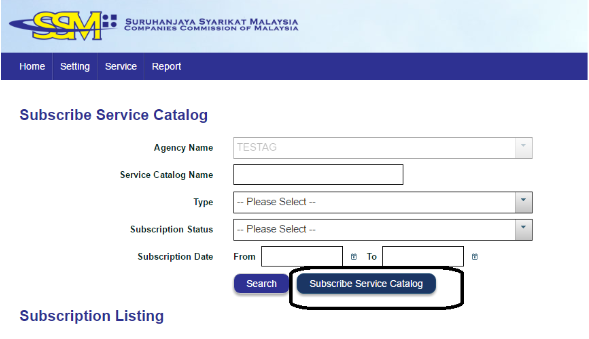 SSM SURUHANJAYA SYARIKAT MALAYSIA
COMPANIES COMMISSION OF MALAYSIA
Home Setting Service Report
Subscribe Service Catalog
Agency Name TESTAG
Service Catalog Name
Type -- Please Select --
Subscription Status -- Please Select --
Subscription Date From To
Search Subscribe Service Catalog
Subscription Listing